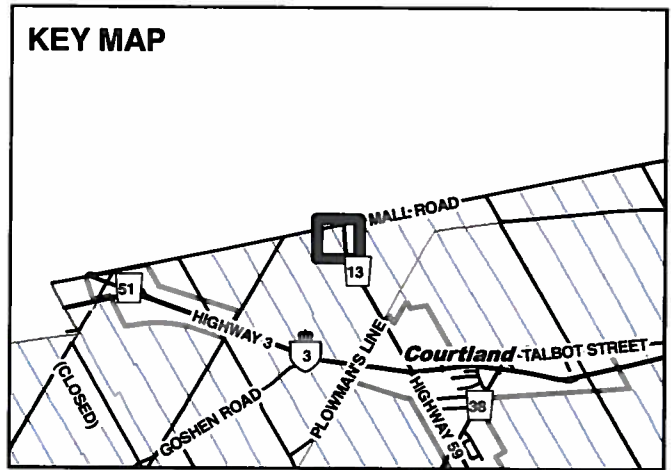 KEY MAP
MALL ROAD
13
51
HIGHWAY 3
3
Courtland
TALBOT STREET
PLOWMAN'S LINE
HIGHWAY 59
38
GOSHEN ROAD
(CLOSED)